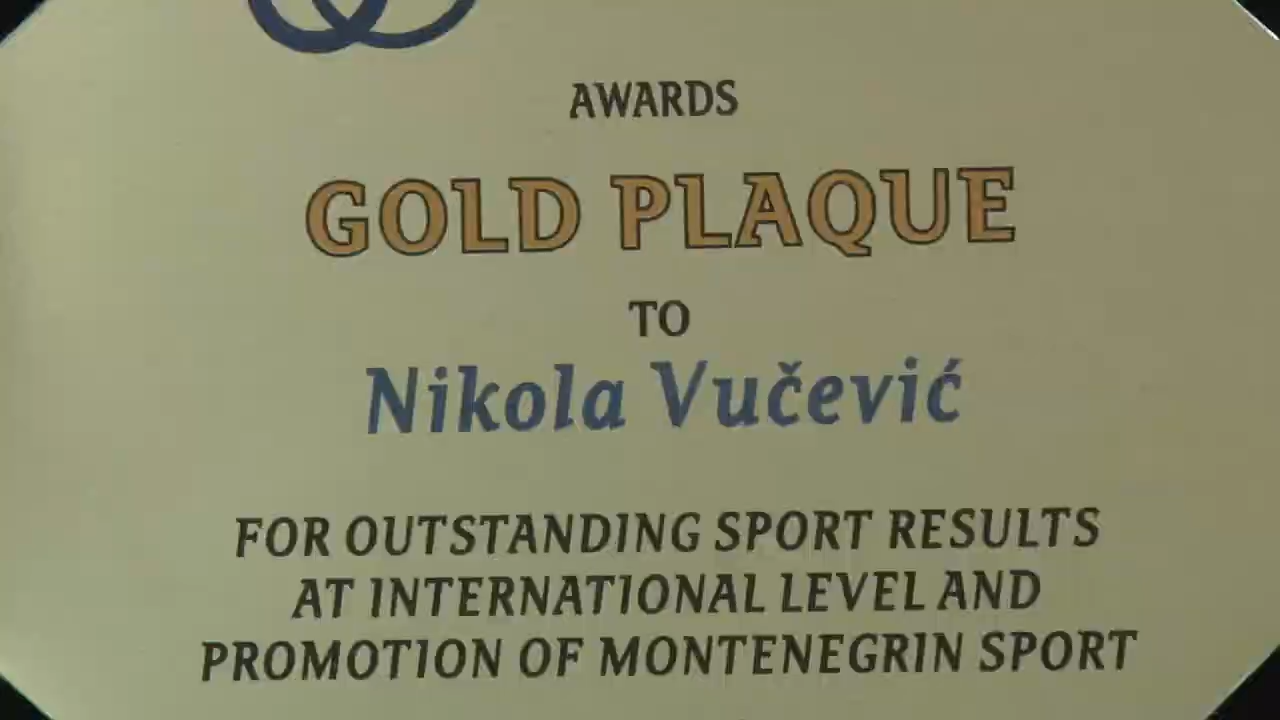 AWARDS
GOLD PLAQUE
TO
Nikola Vučević
FOR OUTSTANDING SPORT RESULTS
AT INTERNATIONAL LEVEL AND
PROMOTION OF MONTENEGRIN SPORT